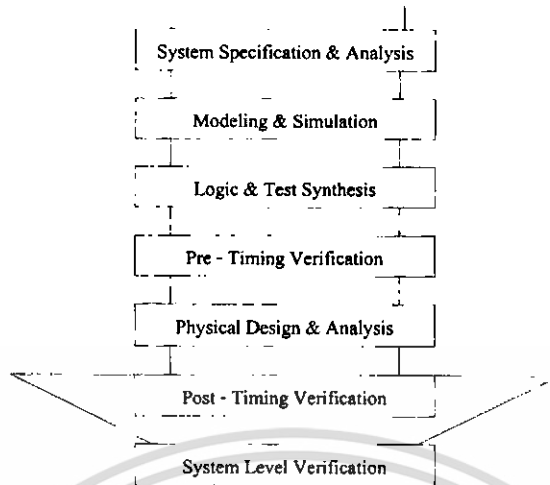 System Specification & Analysis
Modeling & Simulation
Logic & Test Synthesis
Pre - Timing Verification
Physical Design & Analysis
Post - Timing Verification
System Level Verification